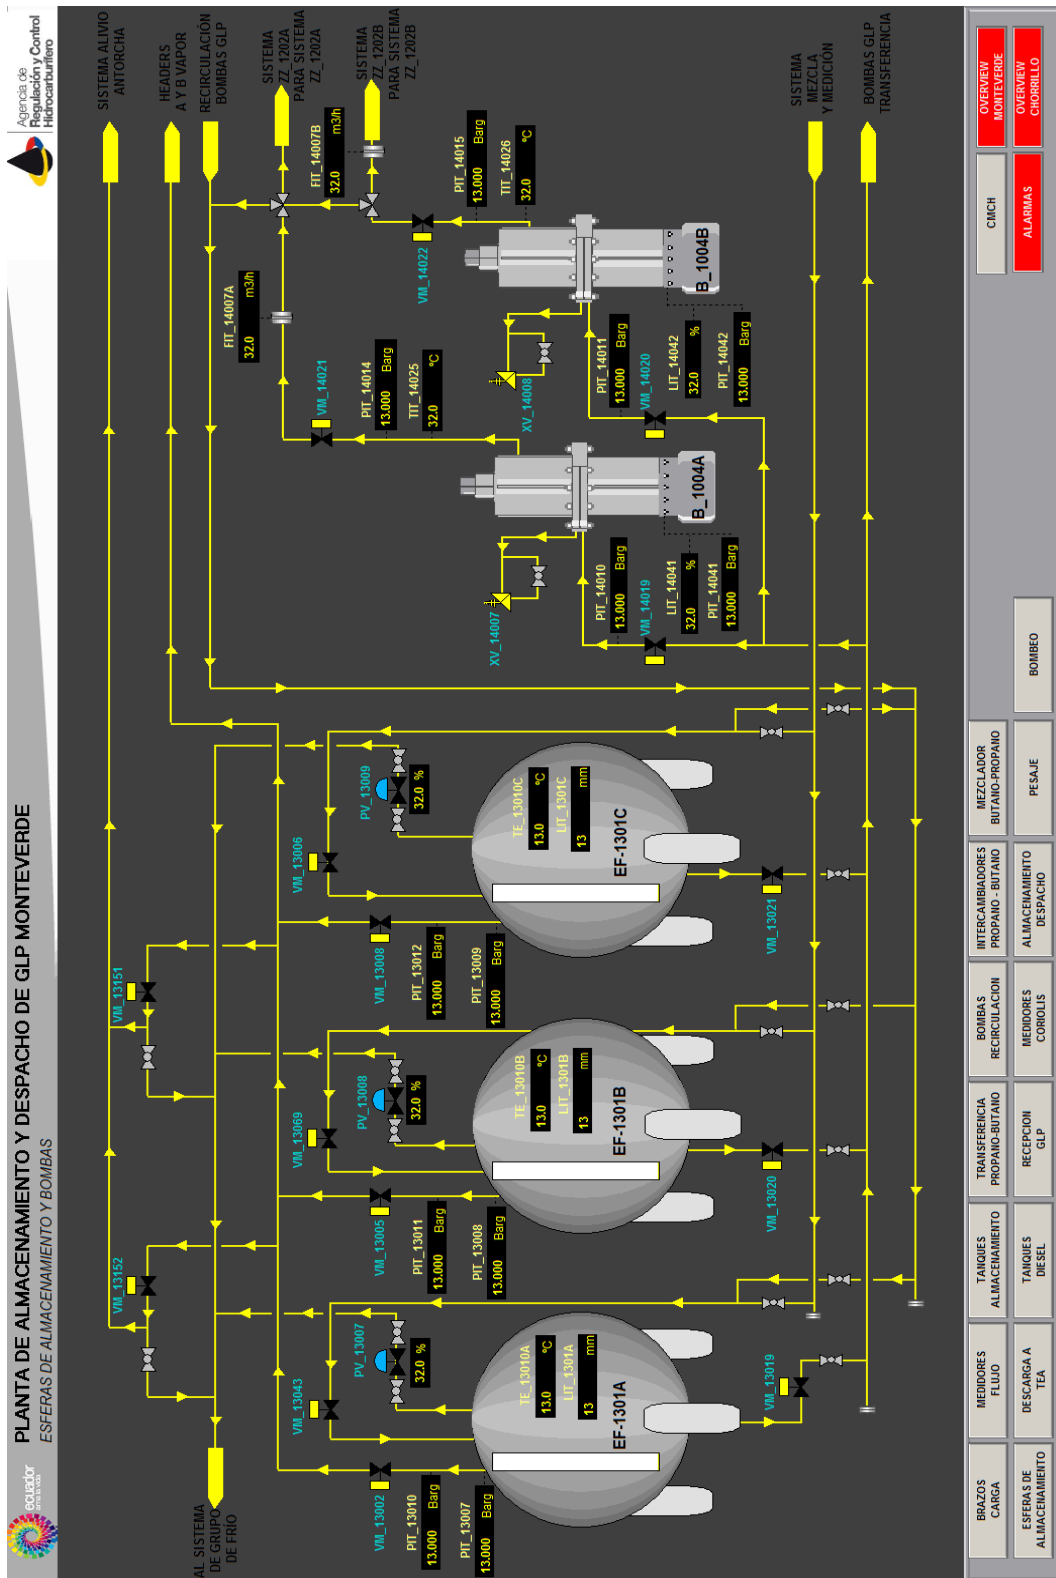 ecuador
ama la vida
PLANTA DE ALMACENAMIENTO Y DESPACHO DE GLP MONTEVERDE
ESFERAS DE ALMACENAMIENTO Y BOMBAS
Agencia de
Regulación y Control
Hidrocarburífero
SISTEMA ALIVIO
ANTORCHA
HEADERS
A Y B VAPOR
RECIRCULACIÓN
BOMBAS GLP
SISTEMA
ZZ_1202A
PARA SISTEMA
ZZ_1202A
SISTEMA
ZZ_1202B
PARA SISTEMA
ZZ_1202B
SISTEMA
MEZCLA
Y MEDICIÓN
BOMBAS GLP
TRANSFERENCIA
AL SISTEMA
DE GRUPO
DE FRÍO
VM_13152
VM_13151
VM_13043
PV_13007
32.0 %
VM_13002
PIT_13010
13.000 Barg
PIT_13007
13.000 Barg
TE_13010A
13.0 ºC
LIT_1301A
13 mm
EF-1301A
VM_13019
VM_13069
PV_13008
32.0 %
VM_13005
PIT_13011
13.000 Barg
PIT_13008
13.000 Barg
TE_13010B
13.0 ºC
LIT_1301B
13 mm
EF-1301B
VM_13020
VM_13006
PV_13009
32.0 %
VM_13008
PIT_13012
13.000 Barg
PIT_13009
13.000 Barg
TE_13010C
13.0 ºC
LIT_1301C
13 mm
EF-1301C
VM_13021
FIT_14007A
32.0 m3/h
VM_14021
PIT_14014
13.000 Barg
TIT_14025
32.0 ºC
XV_14007
PIT_14010
13.000 Barg
VM_14019
LIT_14041
32.0 %
PIT_14041
13.000 Barg
B_1004A
FIT_14007B
32.0 m3/h
VM_14022
PIT_14015
13.000 Barg
TIT_14026
32.0 ºC
XV_14008
PIT_14011
13.000 Barg
VM_14020
LIT_14042
32.0 %
PIT_14042
13.000 Barg
B_1004B
BRAZOS
CARGA
MEDIDORES
FLUJO
TANQUES
ALMACENAMIENTO
TRANSFERENCIA
PROPANO-BUTANO
BOMBAS
RECIRCULACION
INTERCAMBIADORES
PROPANO - BUTANO
MEZCLADOR
BUTANO-PROPANO
CMCH
OVERVIEW
MONTEVERDE
ESFERAS DE
ALMACENAMIENTO
DESCARGA A
TEA
TANQUES
DIESEL
RECEPCION
GLP
MEDIDORES
CORIOLIS
ALMACENAMIENTO
DESPACHO
PESAJE
BOMBEO
ALARMAS
OVERVIEW
CHORRILLO